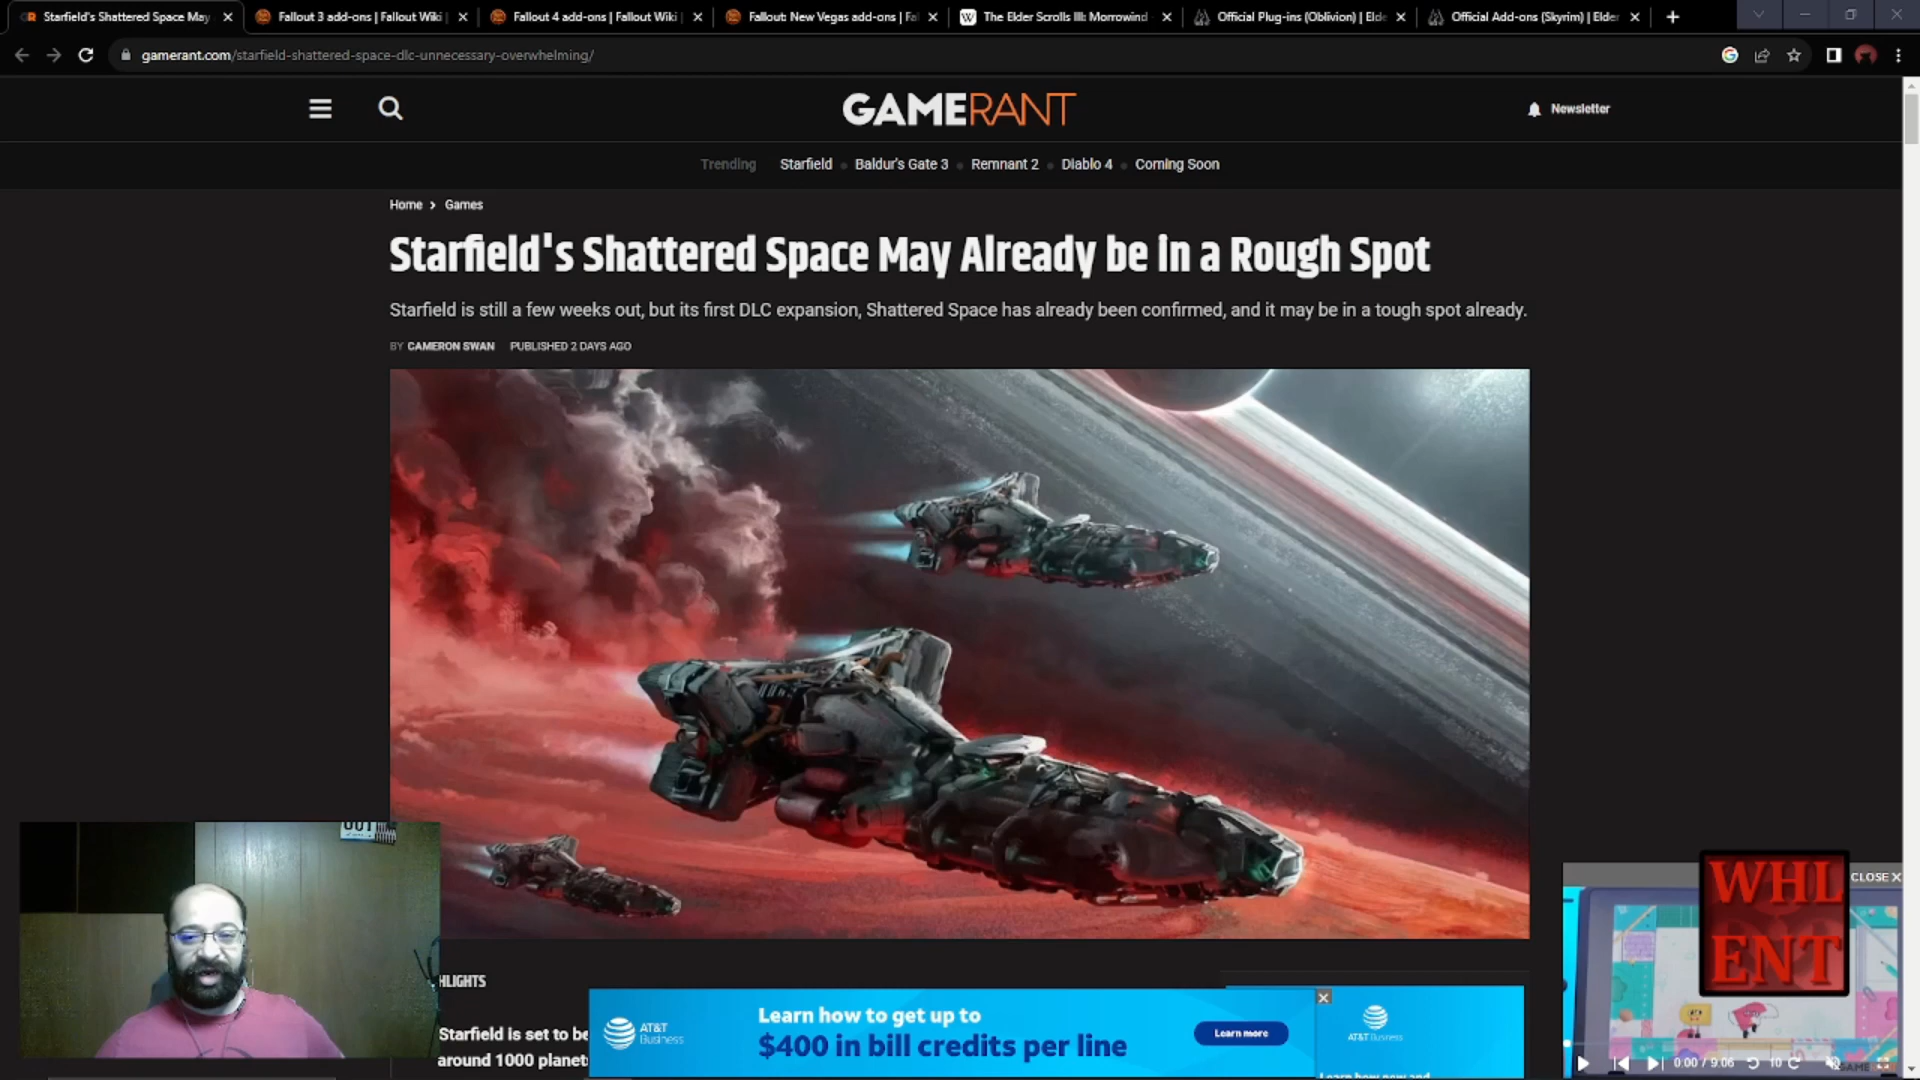 Starfield's Shattered Space May
Fallout 3 add-ons | Fallout Wiki
Fallout 4 add-ons | Fallout Wiki
Fallout: New Vegas add-ons | Fa
The Elder Scrolls III: Morrowind
Official Plug-ins (Oblivion) | Elde
Official Add-ons (Skyrim) | Elder
gamerant.com/starfield-shattered-space-dlc-unnecessary-overwhelming/
GAMERANT
Newsletter
Trending Starfield Baldur's Gate 3 Remnant 2 Diablo 4 Coming Soon
Home > Games
Starfield's Shattered Space May Already be in a Rough Spot
Starfield is still a few weeks out, but its first DLC expansion, Shattered Space has already been confirmed, and it may be in a tough spot already.
BY CAMERON SWAN PUBLISHED 2 DAYS AGO
OUT
HLIGHTS
Starfield is set to be
around 1000 planet
AT&T
Business
Learn how to get up to
$400 in bill credits per line
Learn more
AT&T
Business
Learn how new and
CLOSE X
WHL
ENT
0:00 / 9:06
10